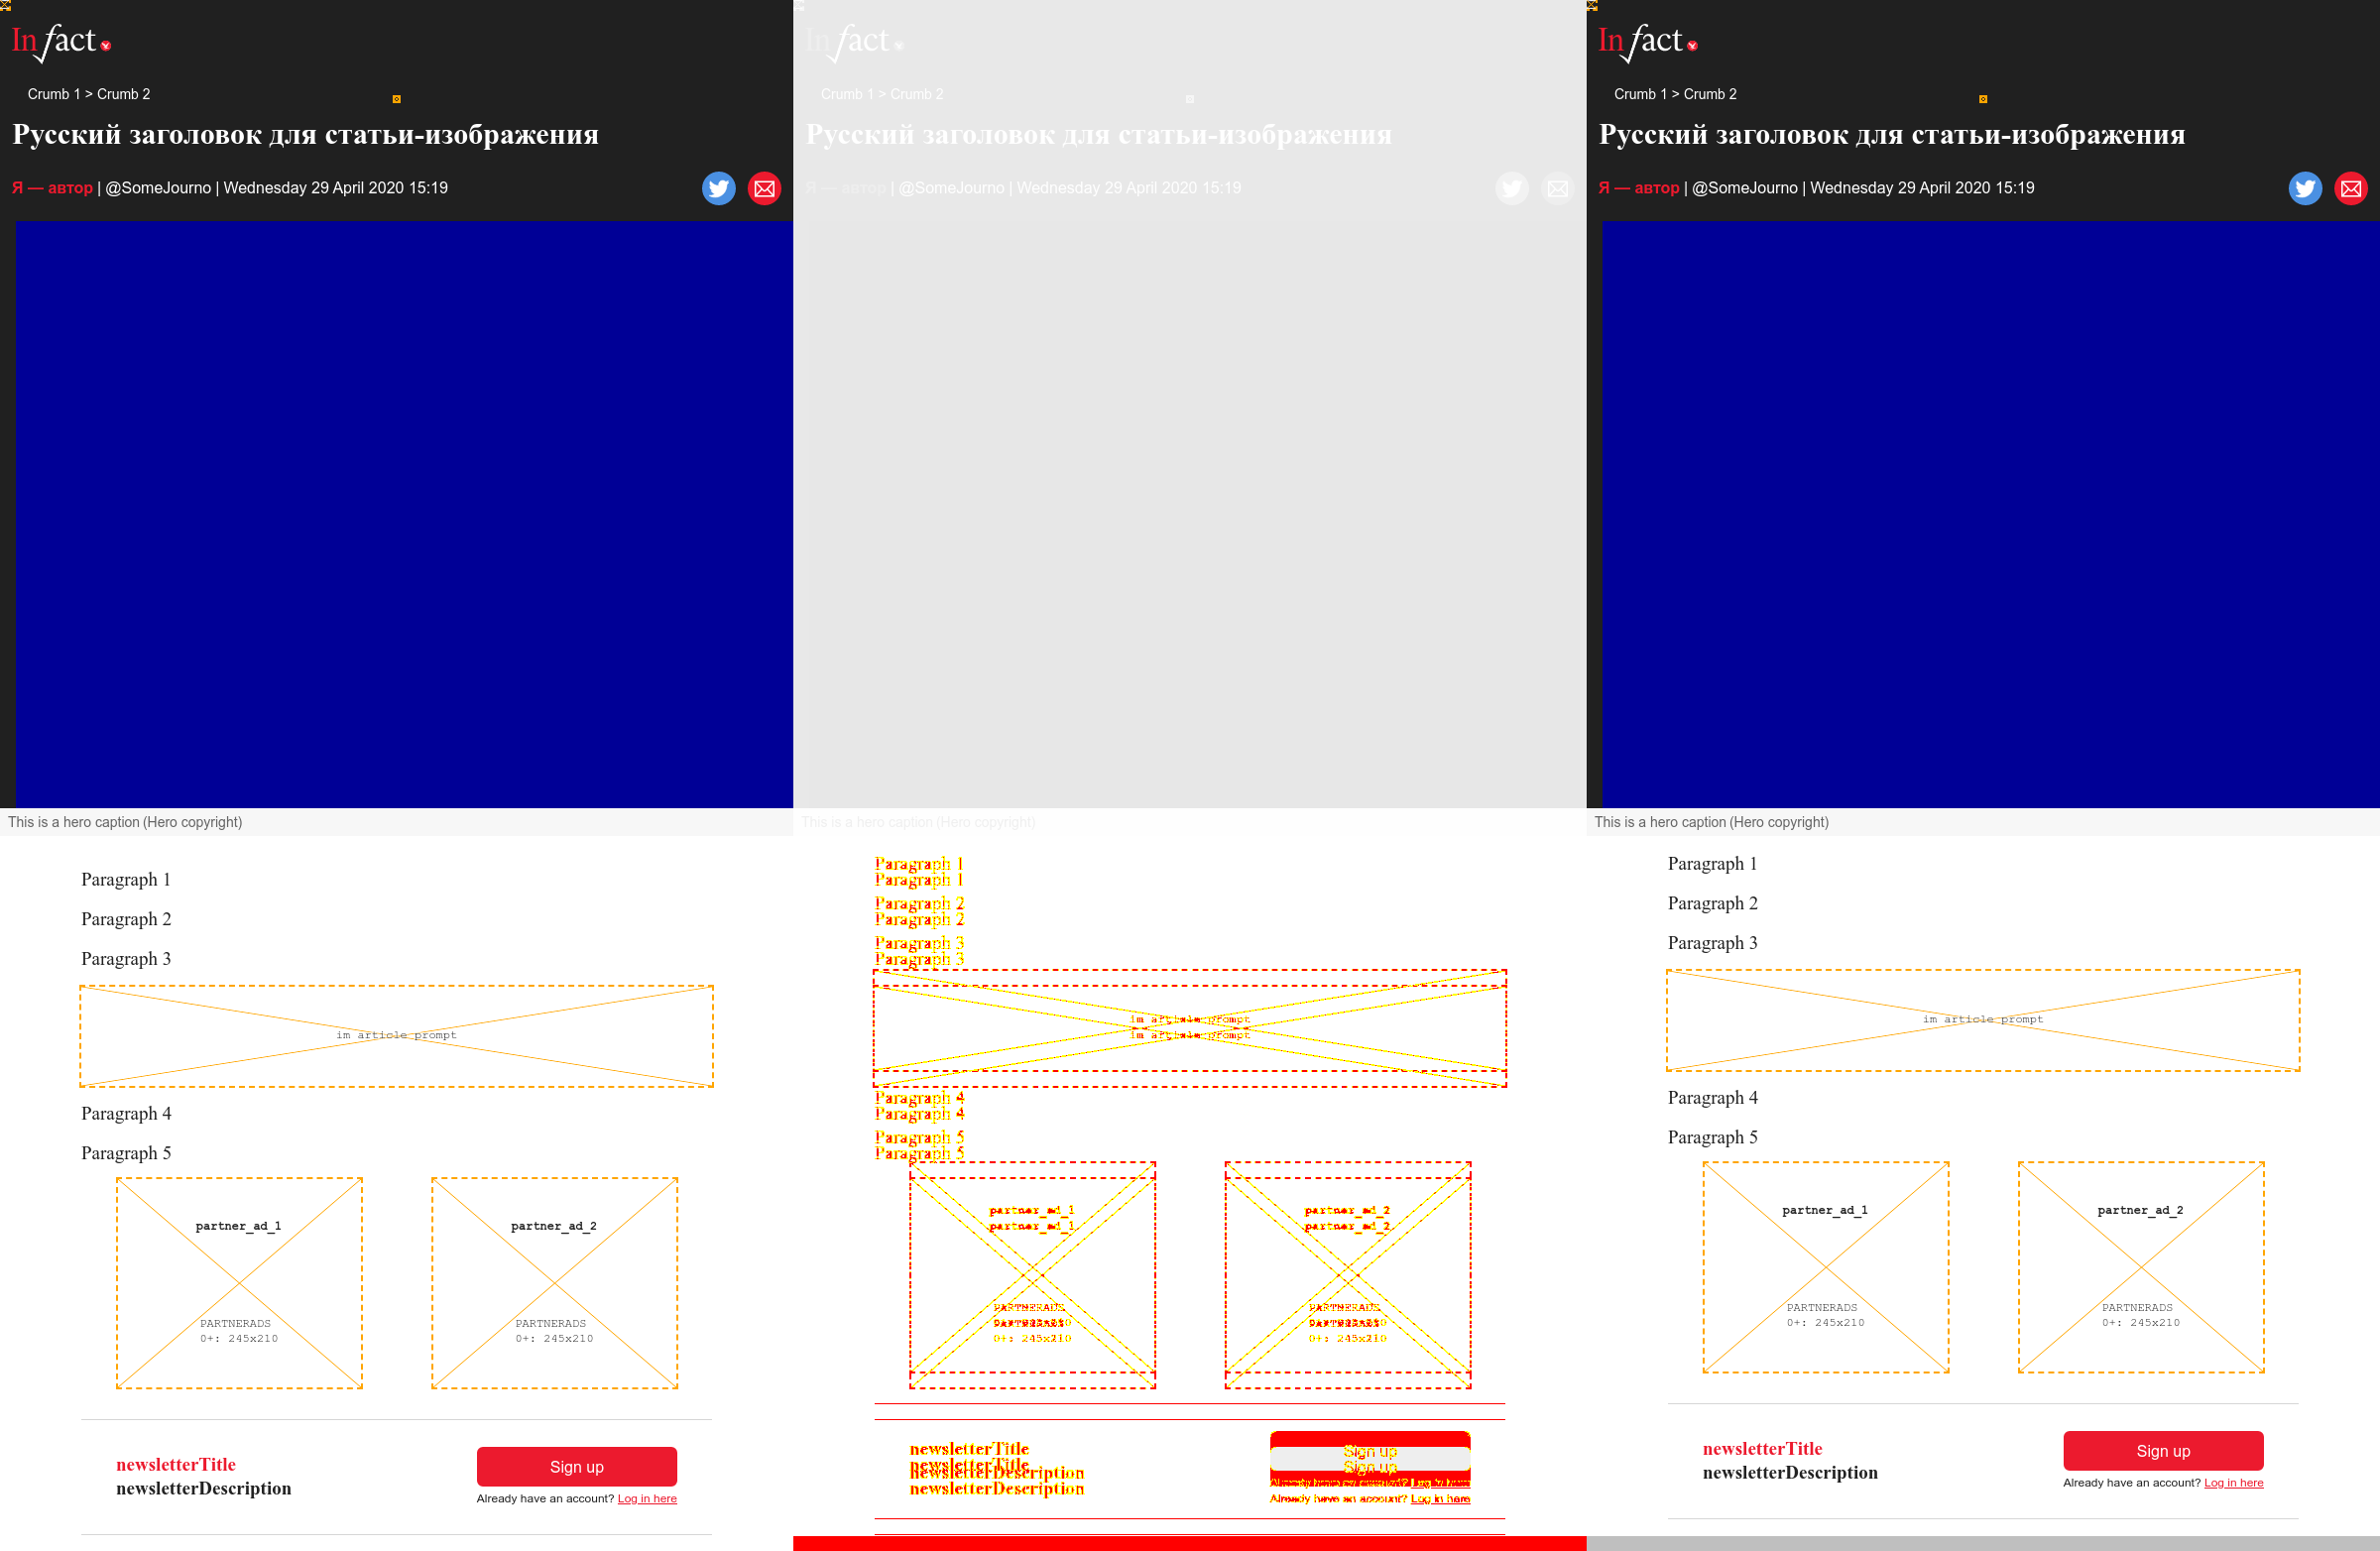 Infact
Crumb 1 > Crumb 2
Русский заголовок для статьи-изображения
Я — автор | @SomeJourno | Wednesday 29 April 2020 15:19
This is a hero caption (Hero copyright)
Paragraph 1
Paragraph 2
Paragraph 3
im article prompt
Paragraph 4
Paragraph 5
partner_ad_1
PARTNERADS
0+: 245x210
partner_ad_2
PARTNERADS
0+: 245x210
newsletterTitle
newsletterDescription
Sign up
Already have an account? Log in here
Infact
Crumb 1 > Crumb 2
Русский заголовок для статьи-изображения
Я — автор | @SomeJourno | Wednesday 29 April 2020 15:19
This is a hero caption (Hero copyright)
Paragraph 1
Paragraph 1
Paragraph 2
Paragraph 2
Paragraph 3
Paragraph 3
im article prompt
im article prompt
Paragraph 4
Paragraph 4
Paragraph 5
Paragraph 5
partner_ad_1
partner_ad_1
PARTNERADS
PARTNERADS
0+: 245x210
partner_ad_2
partner_ad_2
PARTNERADS
PARTNERADS
0+: 245x210
newsletterTitle
newsletterTitle
newsletterDescription
newsletterDescription
Sign up
Sign up
Already have an account? Log in here
Already have an account? Log in here
Infact
Crumb 1 > Crumb 2
Русский заголовок для статьи-изображения
Я — автор | @SomeJourno | Wednesday 29 April 2020 15:19
This is a hero caption (Hero copyright)
Paragraph 1
Paragraph 2
Paragraph 3
im article prompt
Paragraph 4
Paragraph 5
partner_ad_1
PARTNERADS
0+: 245x210
partner_ad_2
PARTNERADS
0+: 245x210
newsletterTitle
newsletterDescription
Sign up
Already have an account? Log in here